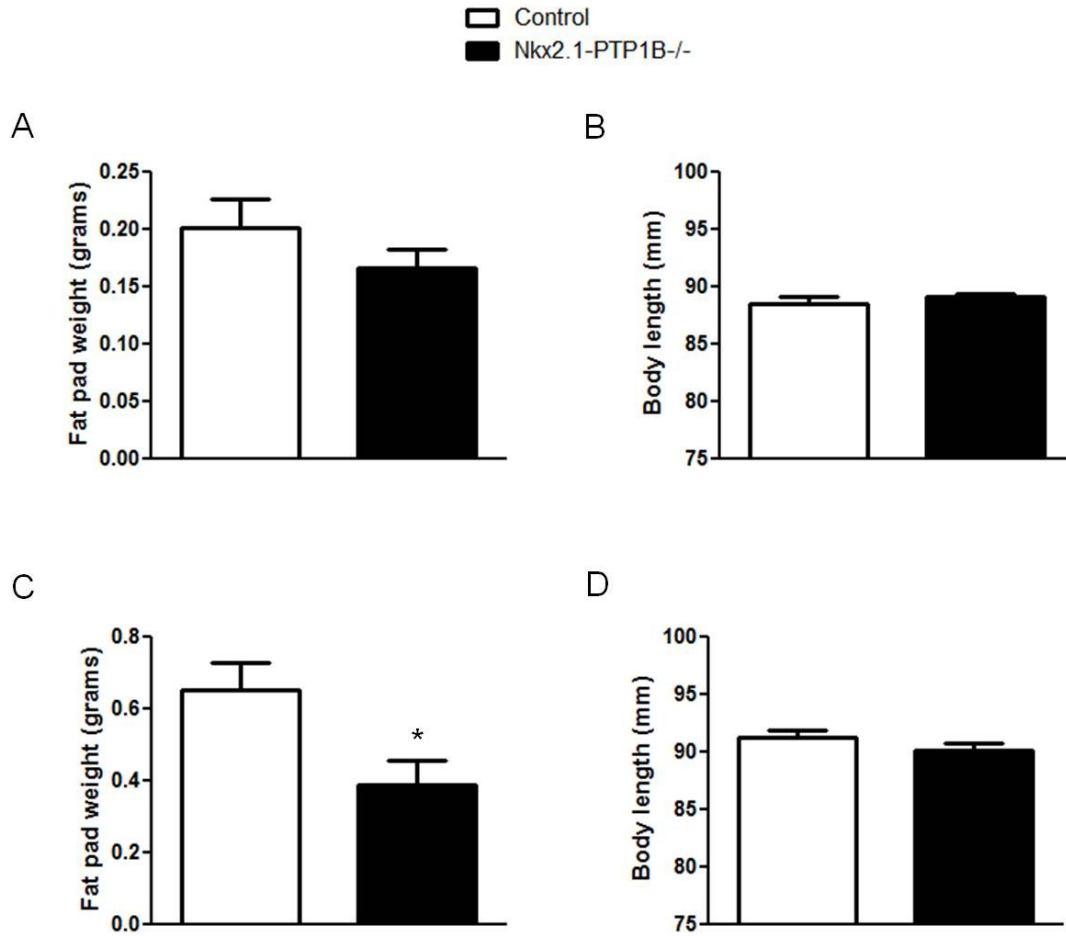 Control
Nkx2.1-PTP1B-/-
A
Fat pad weight (grams)
0.25
0.20
0.15
0.10
0.05
0.00
B
Body length (mm)
100
95
90
85
80
75
C
Fat pad weight (grams)
0.8
0.6
0.4
0.2
0.0
*
D
Body length (mm)
100
95
90
85
80
75